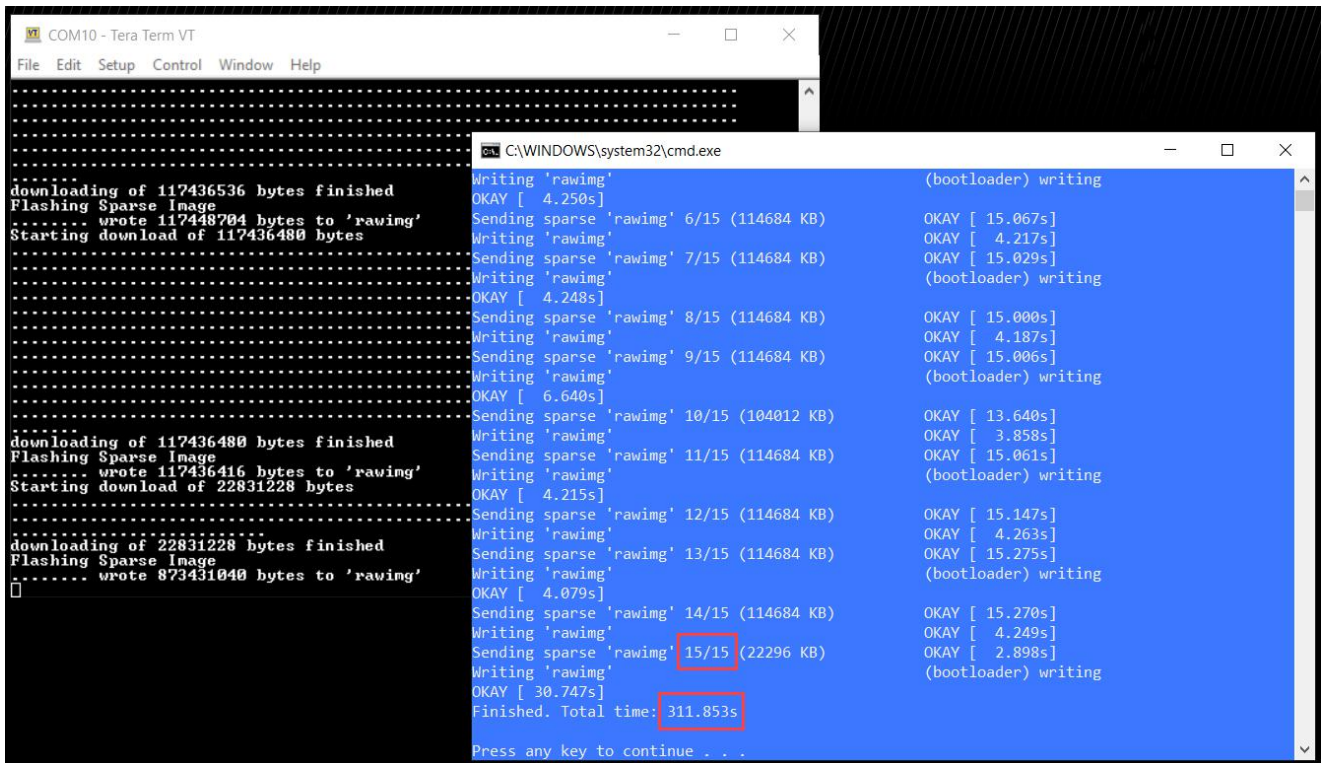 COM10 - Tera Term VT
File Edit Setup Control Window Help
.......
downloading of 117436536 bytes finished
Flashing Sparse Image
........ wrote 117448704 bytes to 'rawimg'
Starting download of 117436480 bytes
.......
downloading of 117436480 bytes finished
Flashing Sparse Image
........ wrote 117436416 bytes to 'rawimg'
Starting download of 22831228 bytes
..........................
downloading of 22831228 bytes finished
Flashing Sparse Image
........ wrote 873431040 bytes to 'rawimg'
C:\WINDOWS\system32\cmd.exe
Writing 'rawimg' (bootloader) writing
OKAY [ 4.250s]
Sending sparse 'rawimg' 6/15 (114684 KB) OKAY [ 15.067s]
Writing 'rawimg' OKAY [ 4.217s]
Sending sparse 'rawimg' 7/15 (114684 KB) OKAY [ 15.029s]
Writing 'rawimg' (bootloader) writing
OKAY [ 4.248s]
Sending sparse 'rawimg' 8/15 (114684 KB) OKAY [ 15.000s]
Writing 'rawimg' OKAY [ 4.187s]
Sending sparse 'rawimg' 9/15 (114684 KB) OKAY [ 15.006s]
Writing 'rawimg' (bootloader) writing
OKAY [ 6.640s]
Sending sparse 'rawimg' 10/15 (104012 KB) OKAY [ 13.640s]
Writing 'rawimg' OKAY [ 3.858s]
Sending sparse 'rawimg' 11/15 (114684 KB) OKAY [ 15.061s]
Writing 'rawimg' (bootloader) writing
OKAY [ 4.215s]
Sending sparse 'rawimg' 12/15 (114684 KB) OKAY [ 15.147s]
Writing 'rawimg' OKAY [ 4.263s]
Sending sparse 'rawimg' 13/15 (114684 KB) OKAY [ 15.275s]
Writing 'rawimg' (bootloader) writing
OKAY [ 4.079s]
Sending sparse 'rawimg' 14/15 (114684 KB) OKAY [ 15.270s]
Writing 'rawimg' OKAY [ 4.249s]
Sending sparse 'rawimg' 15/15 (22296 KB) OKAY [ 2.898s]
Writing 'rawimg' (bootloader) writing
OKAY [ 30.747s]
Finished. Total time: 311.853s
Press any key to continue . . .